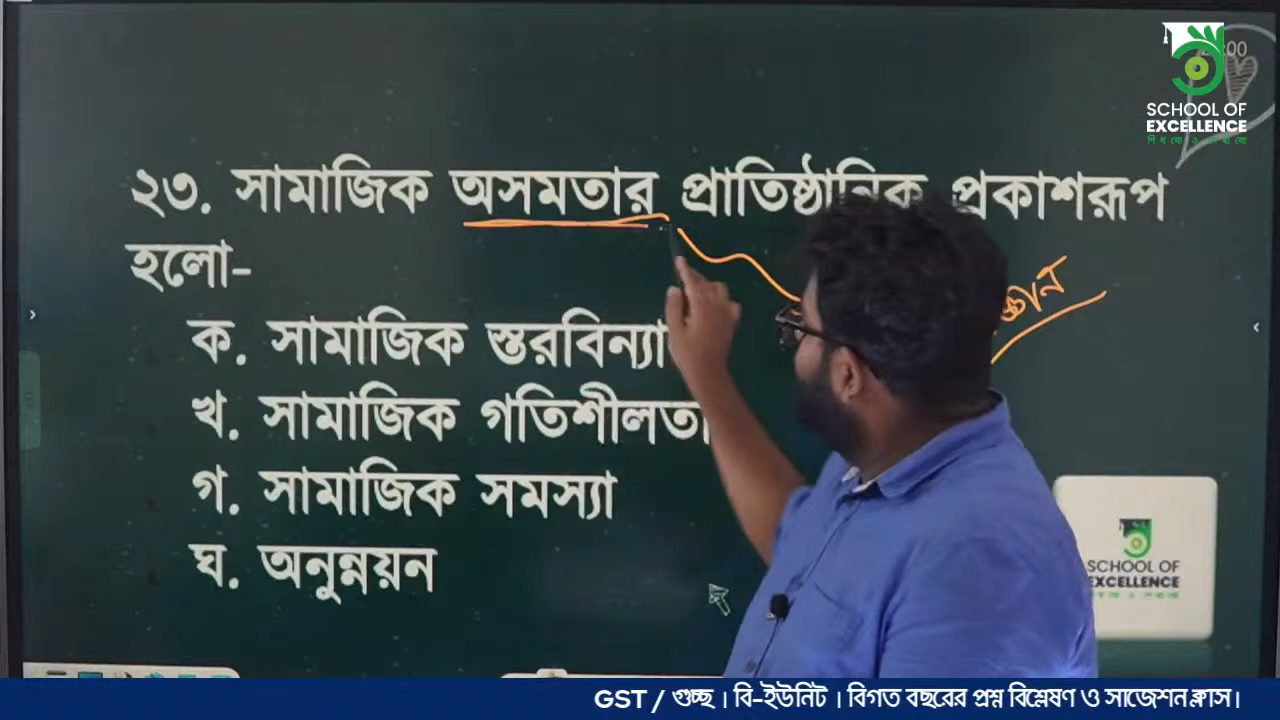 SCHOOL OF
EXCELLENCE
২৩. সামাজিক অসমতার প্রাতিষ্ঠানিক প্রকাশরূপ
হলো-
ক. সামাজিক
খ. সামাজিক গতিশীলতা
গ. সামাজিক সমস্যা
ঘ. অনুন্নয়ন
SCHOOL OF
EXCELLENCE
GST / গুচ্ছ । বি-ইউনিট । বিগত বছরের প্রশ্ন বিশ্লেষণ ও সাজেশন ক্লাস।